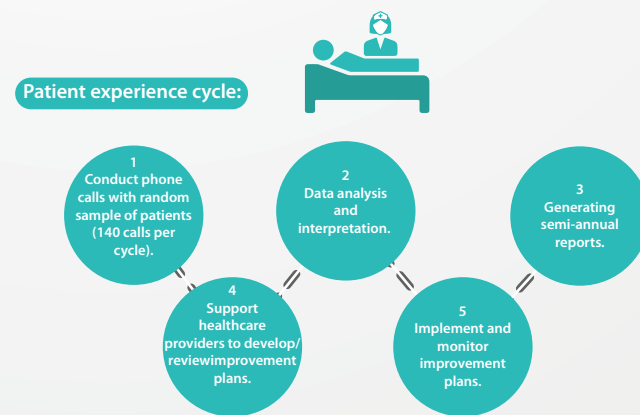 Patient experience cycle:
1
Conduct phone
calls with random
sample of patients
(140 calls per
cycle).
2
Data analysis
and
interpretation.
3
Generating
semi-annual
reports.
4
Support
healthcare
providers to develop/
reviewimprovement
plans.
5
Implement and
monitor
improvement
plans.